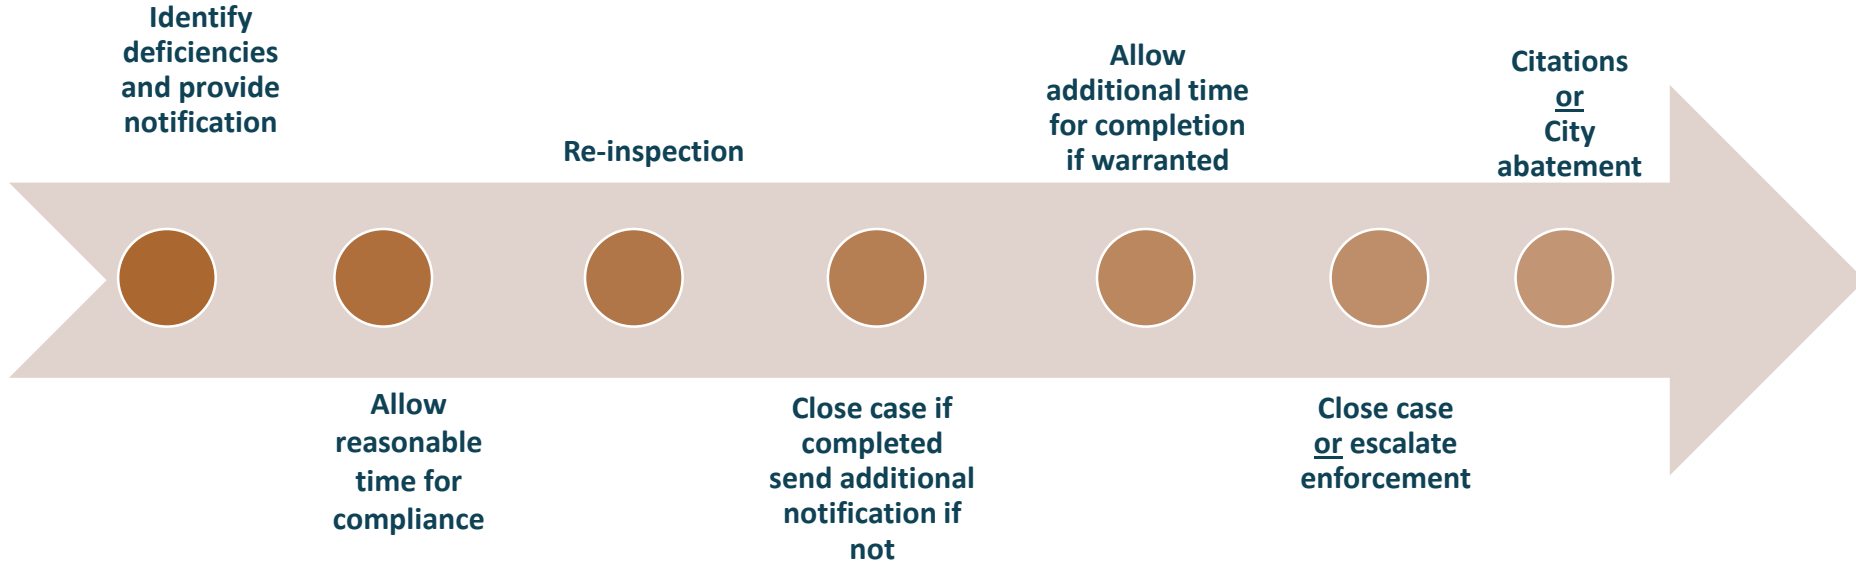 Identify
deficiencies
and provide
notification
Allow
reasonable
time for
compliance
Re-inspection
Close case if
completed
send additional
notification if
not
Allow
additional time
for completion
if warranted
Close case
or escalate
enforcement
Citations
or
City
abatement